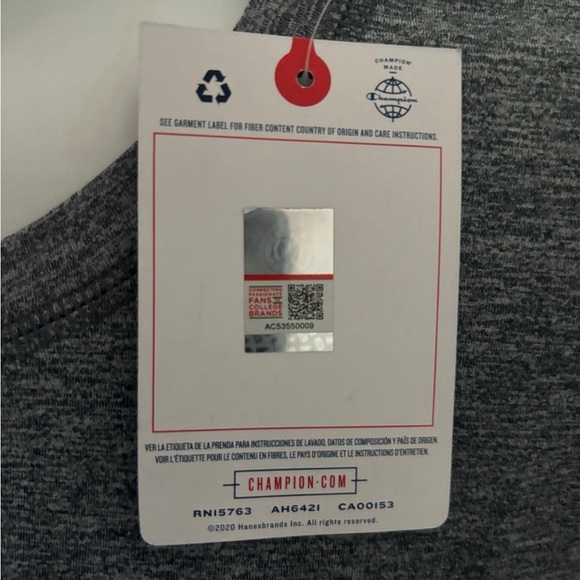 CHAMPION®
MADE
Champion
SEE GARMENT LABEL FOR FIBER CONTENT COUNTRY OF ORIGIN AND CARE INSTRUCTIONS.
CONNECTING
PASSIONATE
FANS TO
COLLEGE
BRANDS
AC53550009
VER LA ETIQUETA DE LA PRENDA PARA INSTRUCCIONES DE LAVADO, DATOS DE COMPOSICIÓN Y PAÍS DE ORIGEN.
VOIR L'ÉTIQUETTE POUR LE CONTENU EN FIBRES, LE PAYS D'ORIGINE ET LE INSTRUCTIONS D'ENTRETIEN.
CHAMPION·COM
RN15763 AH6421 CA00153
©2020 Hanesbrands Inc. All rights reserved.